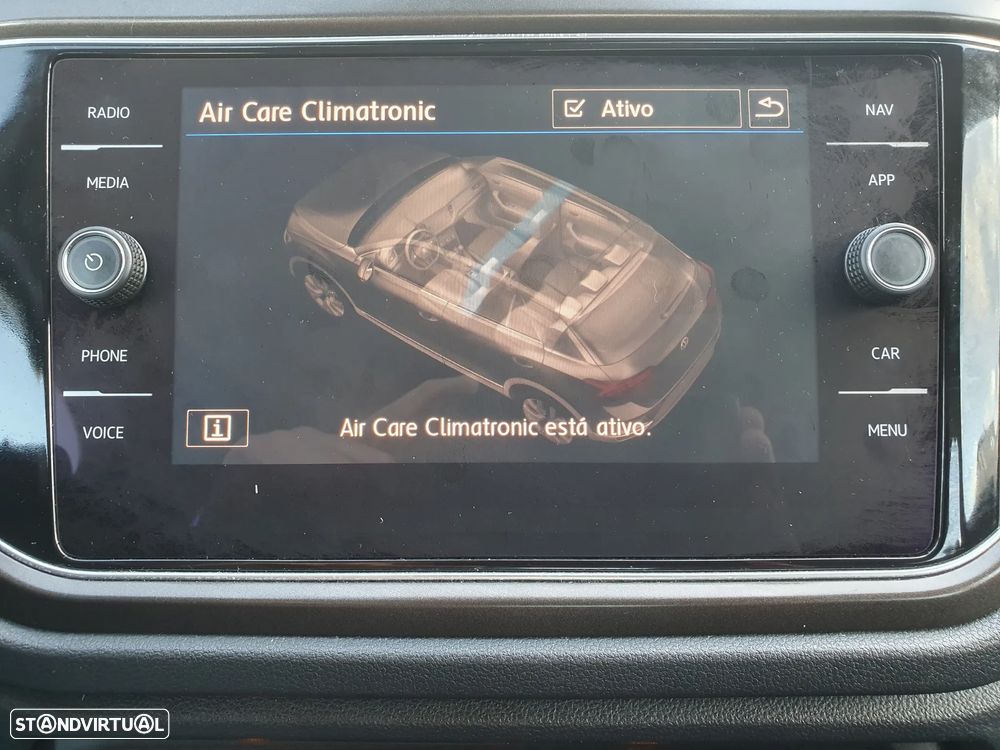 RADIO
MEDIA
PHONE
VOICE
Air Care Climatronic
Ativo
i
Air Care Climatronic está ativo.
NAV
APP
CAR
MENU
STANDVIRTUAL